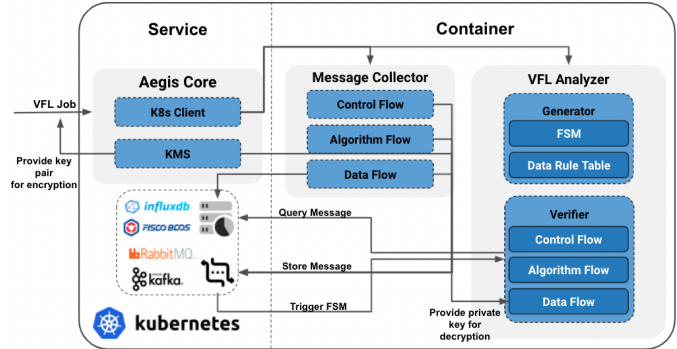 Service
Container
Aegis Core
K8s Client
KMS
VFL Job
Provide key
pair
for encryption
influxdb
FISCO BCOS
RabbitMQ
kafka
kubernetes
Message Collector
Control Flow
Algorithm Flow
Data Flow
Query Message
Store Message
Trigger FSM
Provide private
key for
decryption
VFL Analyzer
Generator
FSM
Data Rule Table
Verifier
Control Flow
Algorithm Flow
Data Flow